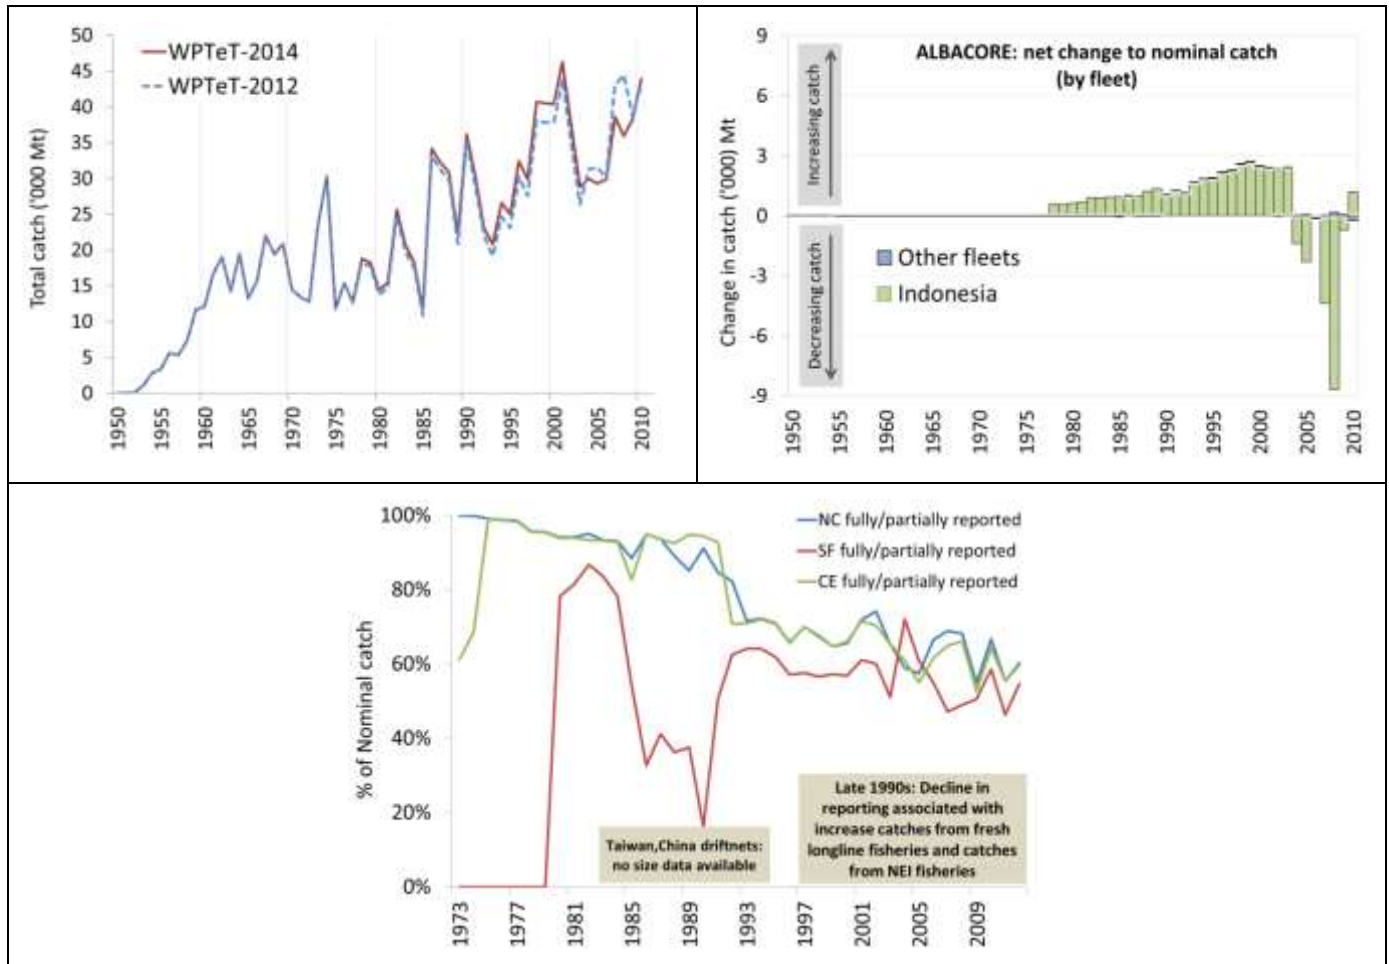 50
45
40
35
30
25
20
15
10
5
0
Total catch ('000 Mt)
WPTeT-2014
WPTeT-2012
1950
1955
1960
1965
1970
1975
1980
1985
1990
1995
2000
2005
2010
ALBACORE: net change to nominal catch
(by fleet)
9
6
3
0
-3
-6
-9
Change in catch ('000) Mt
Increasing catch
Decreasing catch
Other fleets
Indonesia
1950
1955
1960
1965
1970
1975
1980
1985
1990
1995
2000
2005
2010
100%
80%
60%
40%
20%
0%
% of Nominal catch
NC fully/partially reported
SF fully/partially reported
CE fully/partially reported
Taiwan,China driftnets:
no size data available
Late 1990s: Decline in
reporting associated with
increase catches from fresh
longline fisheries and catches
from NEI fisheries
1973
1977
1981
1985
1989
1993
1997
2001
2005
2009